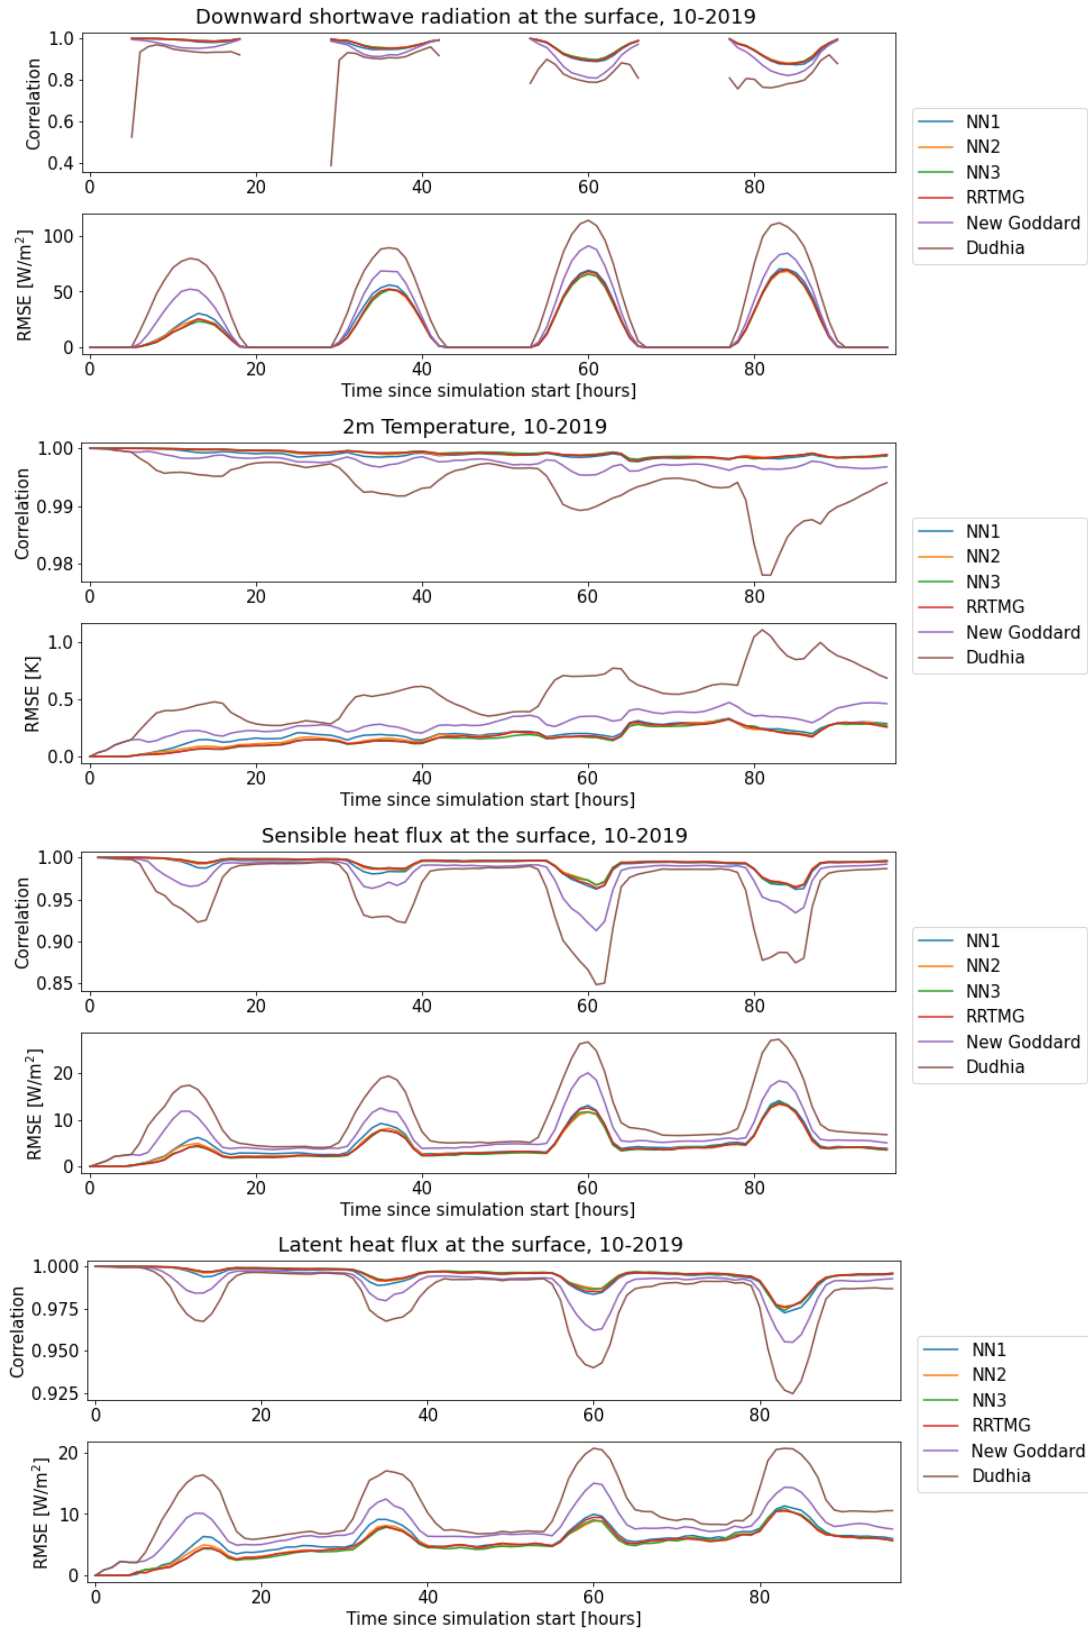 Downward shortwave radiation at the surface, 10-2019
1.0
0.8
0.6
0.4
Correlation
0 20 40 60 80
100
50
0
RMSE [W/m²]
0 20 40 60 80
Time since simulation start [hours]
NN1
NN2
NN3
RRTMG
New Goddard
Dudhia
2m Temperature, 10-2019
1.00
0.99
0.98
Correlation
0 20 40 60 80
1.0
0.5
0.0
RMSE [K]
0 20 40 60 80
Time since simulation start [hours]
NN1
NN2
NN3
RRTMG
New Goddard
Dudhia
Sensible heat flux at the surface, 10-2019
1.00
0.95
0.90
0.85
Correlation
0 20 40 60 80
20
10
0
RMSE [W/m²]
0 20 40 60 80
Time since simulation start [hours]
NN1
NN2
NN3
RRTMG
New Goddard
Dudhia
Latent heat flux at the surface, 10-2019
1.000
0.975
0.950
0.925
Correlation
0 20 40 60 80
20
10
0
RMSE [W/m²]
0 20 40 60 80
Time since simulation start [hours]
NN1
NN2
NN3
RRTMG
New Goddard
Dudhia